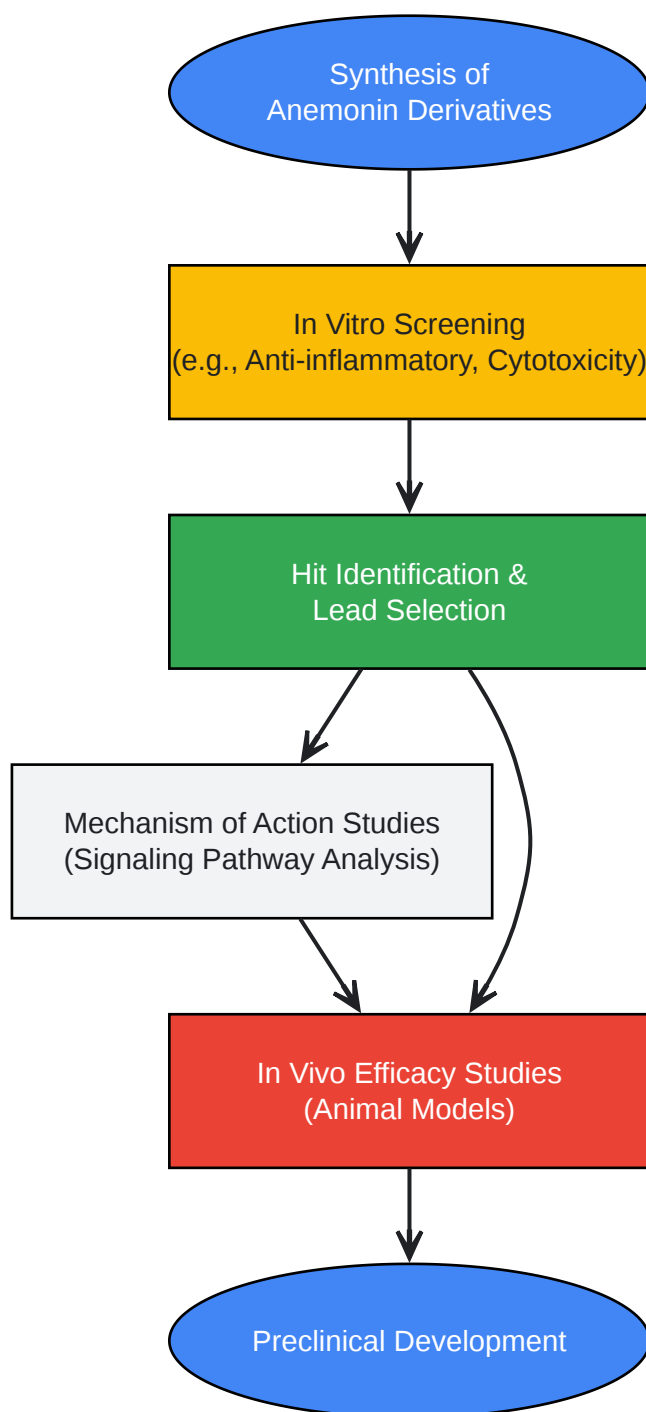 Synthesis of
Anemonin Derivatives
In Vitro Screening
(e.g., Anti-inflammatory, Cytotoxicity)
Hit Identification &
Lead Selection
Mechanism of Action Studies
(Signaling Pathway Analysis)
In Vivo Efficacy Studies
(Animal Models)
Preclinical Development